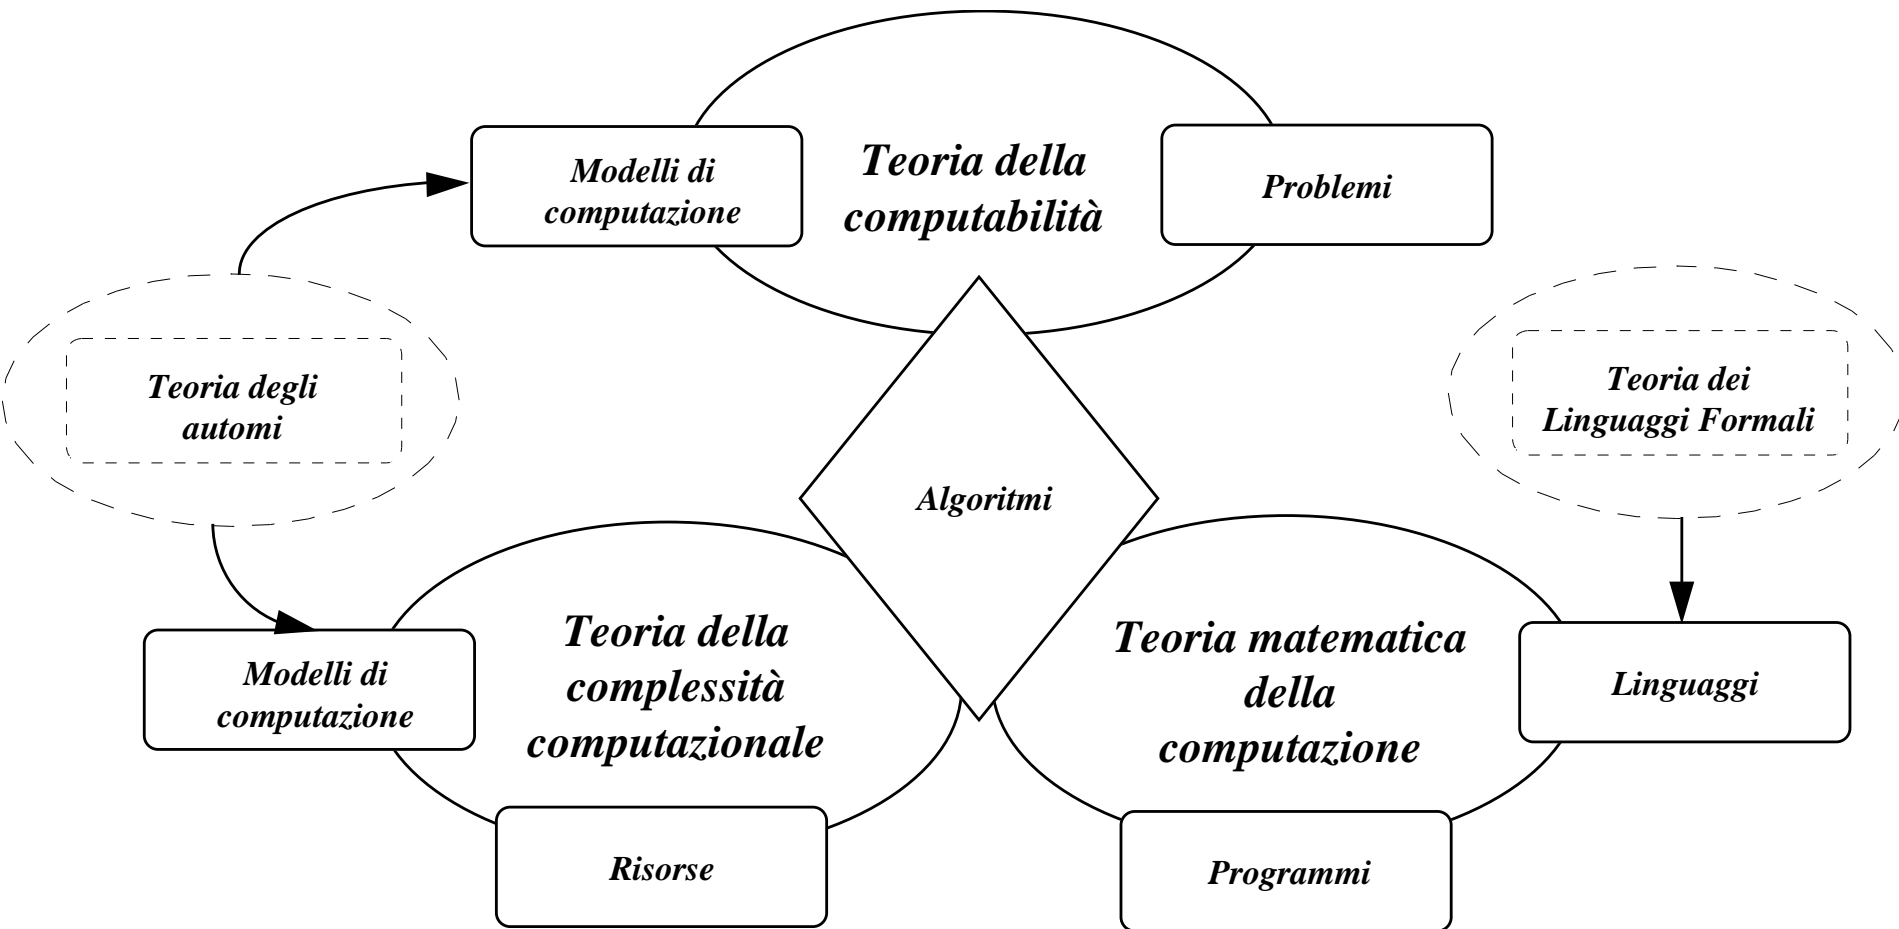 Teoria della
computabilità
Modelli di
computazione
Problemi
Teoria degli
automi
Teoria dei
Linguaggi Formali
Algoritmi
Teoria della
complessità
computazionale
Modelli di
computazione
Risorse
Teoria matematica
della
computazione
Linguaggi
Programmi